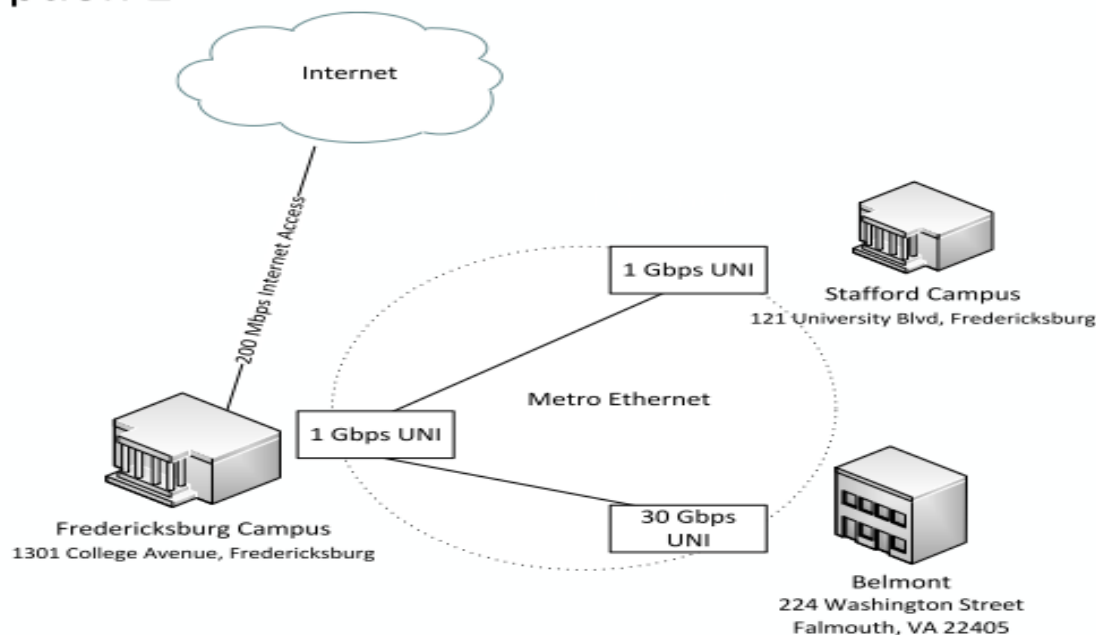 Internet
200 Mbps Internet Access
1 Gbps UNI
Stafford Campus
121 University Blvd, Fredericksburg
Metro Ethernet
1 Gbps UNI
Fredericksburg Campus
1301 College Avenue, Fredericksburg
30 Gbps
UNI
Belmont
224 Washington Street
Falmouth, VA 22405